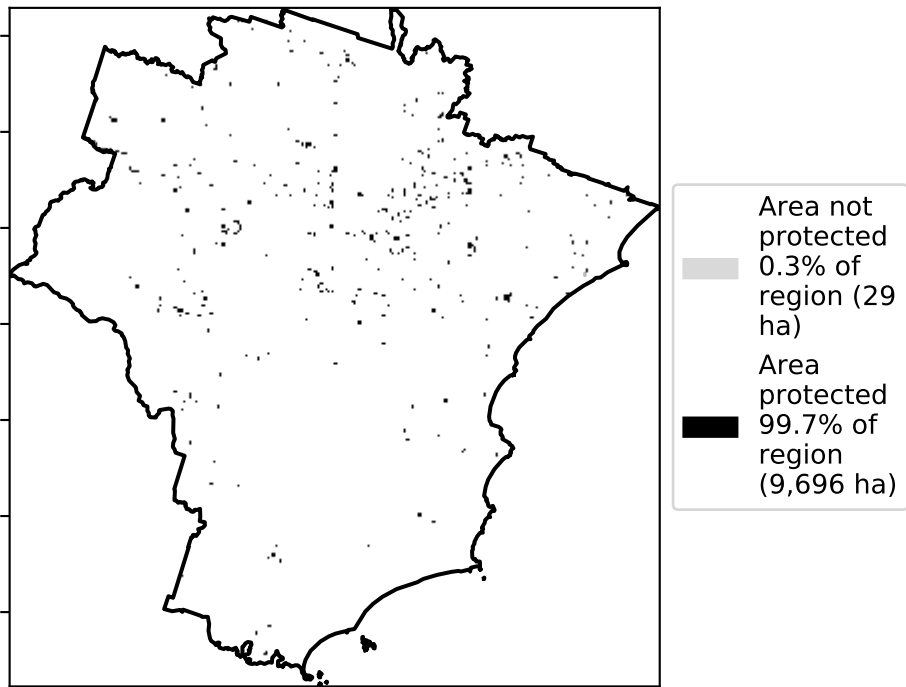 Area not
protected
0.3% of
region (29
ha)
Area
protected
99.7% of
region
(9,696 ha)